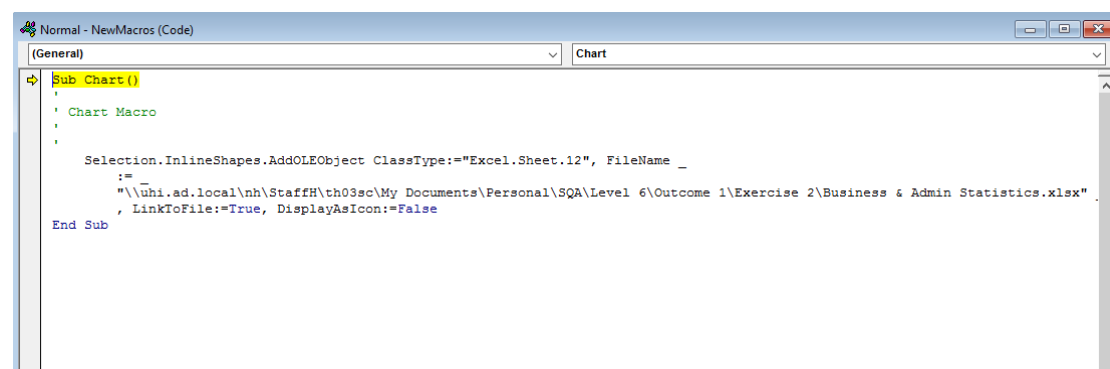 Normal - NewMacros (Code)
(General) Chart
Sub Chart()
'
' Chart Macro
'
'
Selection.InlineShapes.AddOLEObject ClassType:="Excel.Sheet.12", FileName _
:= _
"\\uhi.ad.local\nh\StaffH\th03sc\My Documents\Personal\SQA\Level 6\Outcome 1\Exercise 2\Business & Admin Statistics.xlsx" _
, LinkToFile:=True, DisplayAsIcon:=False
End Sub